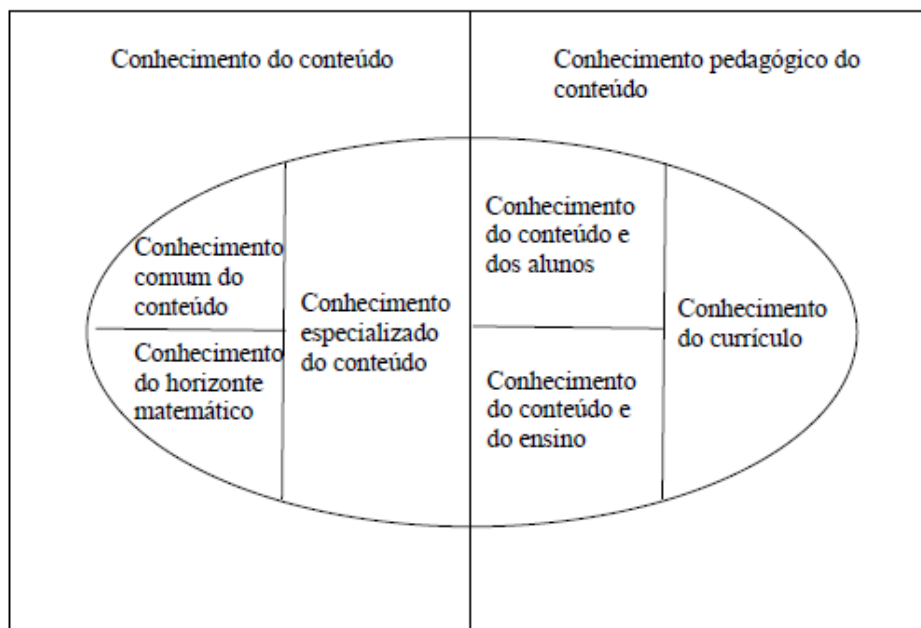 Conhecimento do conteúdo
Conhecimento pedagógico do
conteúdo
Conhecimento
comum do
conteúdo
Conhecimento
do horizonte
matemático
Conhecimento
especializado
do conteúdo
Conhecimento
do conteúdo e
dos alunos
Conhecimento
do conteúdo e
do ensino
Conhecimento
do currículo